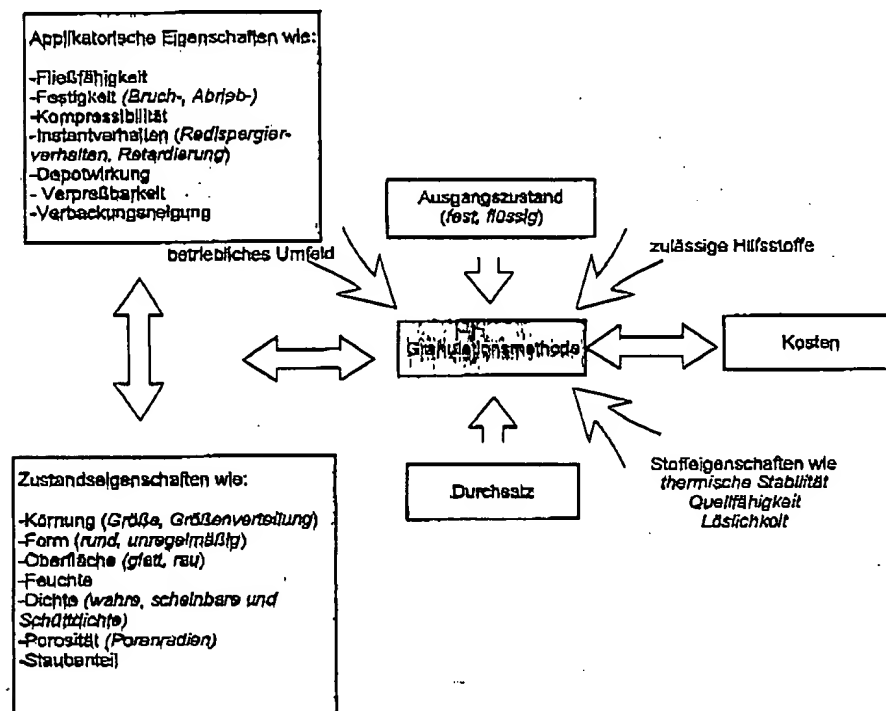 Applikatorische Eigenschaften wie:
-Fließfähigkeit
-Festigkeit (Bruch-, Abrieb-)
-Kompressibilität
-Instantverhalten (Redispergier-
verhalten, Retardierung)
-Depotwirkung
- Verpreßbarkeit
-Verbackungsneigung
Ausgangszustand
(fest, flüssig)
betriebliches Umfeld
zulässige Hilfsstoffe
Granulationsmethode
Kosten
Durchsatz
Stoffeigenschaften wie
thermische Stabilität
Quellfähigkeit
Löslichkeit
Zustandseigenschaften wie:
-Körnung (Größe, Größenverteilung)
-Form (rund, unregelmäßig)
-Oberfläche (glatt, rau)
-Feuchte
-Dichte (wahre, scheinbare und
Schüttdichte)
-Porosität (Porenradien)
-Staubanteil